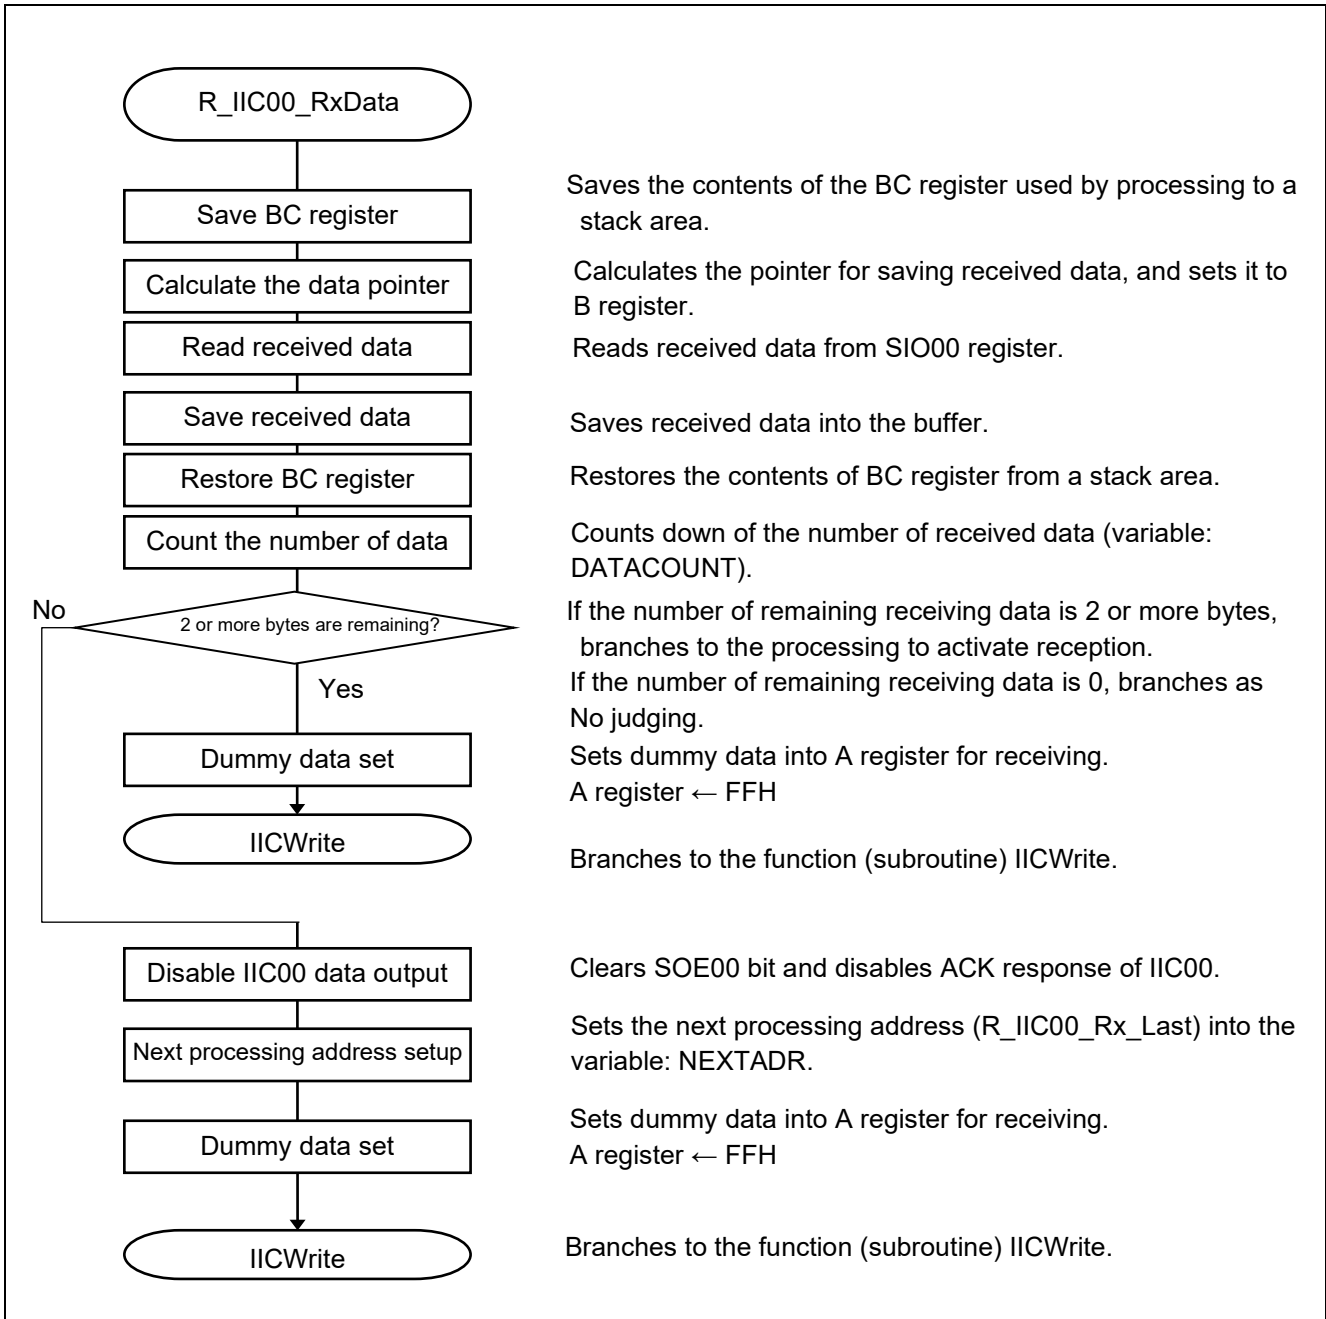 R_IIC00_RxData
Save BC register
Saves the contents of the BC register used by processing to a
stack area.
Calculate the data pointer
Calculates the pointer for saving received data, and sets it to
B register.
Read received data
Reads received data from SIO00 register.
Save received data
Saves received data into the buffer.
Restore BC register
Restores the contents of BC register from a stack area.
Count the number of data
Counts down of the number of received data (variable:
DATACOUNT).
No
2 or more bytes are remaining?
If the number of remaining receiving data is 2 or more bytes,
branches to the processing to activate reception.
Yes
If the number of remaining receiving data is 0, branches as
No judging.
Dummy data set
Sets dummy data into A register for receiving.
A register ← FFH
IICWrite
Branches to the function (subroutine) IICWrite.
Disable IIC00 data output
Clears SOE00 bit and disables ACK response of IIC00.
Next processing address setup
Sets the next processing address (R_IIC00_Rx_Last) into the
variable: NEXTADR.
Dummy data set
Sets dummy data into A register for receiving.
A register ← FFH
IICWrite
Branches to the function (subroutine) IICWrite.